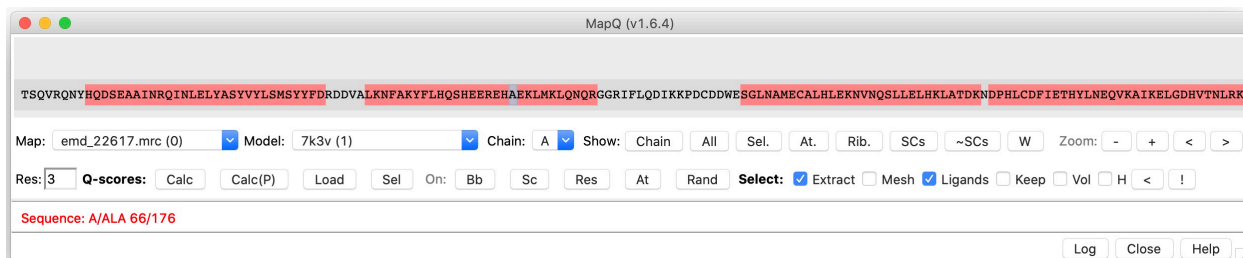 MapQ (v1.6.4)
TSQVRQNYHQDSEAAINRQINLELYASYVYLSMSYYFDRDDVALKNFAKYFLHQSHEEREHAEKLMKLQNQRGGRIFLQDIKKPDCDDWESGLNAMECALHLEKNVNQSLLELHKLATDKNDPHLCDFIETHYLNEQVKAIKELGDHVTNLRK
Map: emd_22617.mrc (0) Model: 7k3v (1) Chain: A Show: Chain All Sel. At. Rib. SCs ~SCs W Zoom: - + < >
Res: 3 Q-scores: Calc Calc(P) Load Sel On: Bb Sc Res At Rand Select: Extract Mesh Ligands Keep Vol H < !
Sequence: A/ALA 66/176
Log Close Help